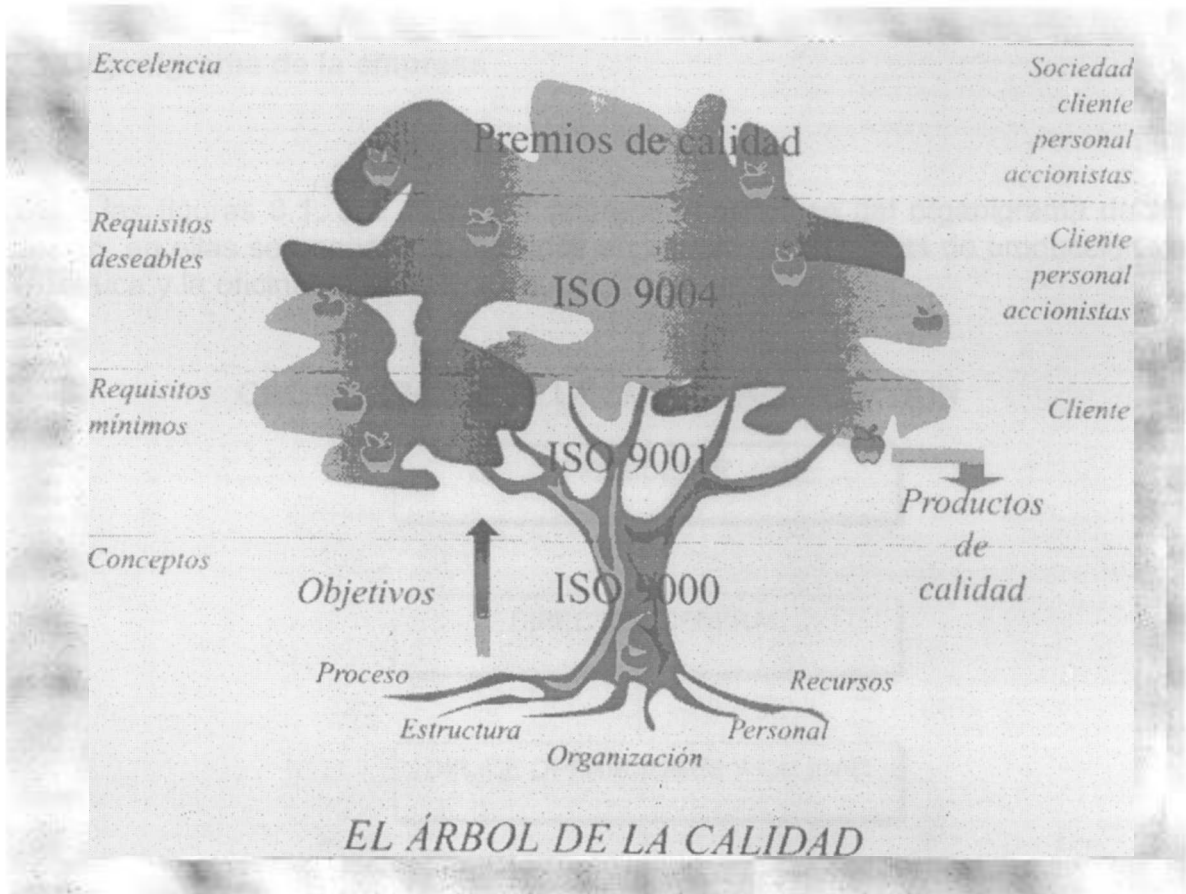 Excelencia
Sociedad
cliente
personal
accionistas
Premios de calidad
Requisitos
deseables
Cliente
personal
accionistas
ISO 9004
Requisitos
mínimos
Cliente
ISO 9001
Productos
de
calidad
Conceptos
Objetivos
ISO 9000
Proceso
Recursos
Estructura
Personal
Organización
EL ÁRBOL DE LA CALIDAD